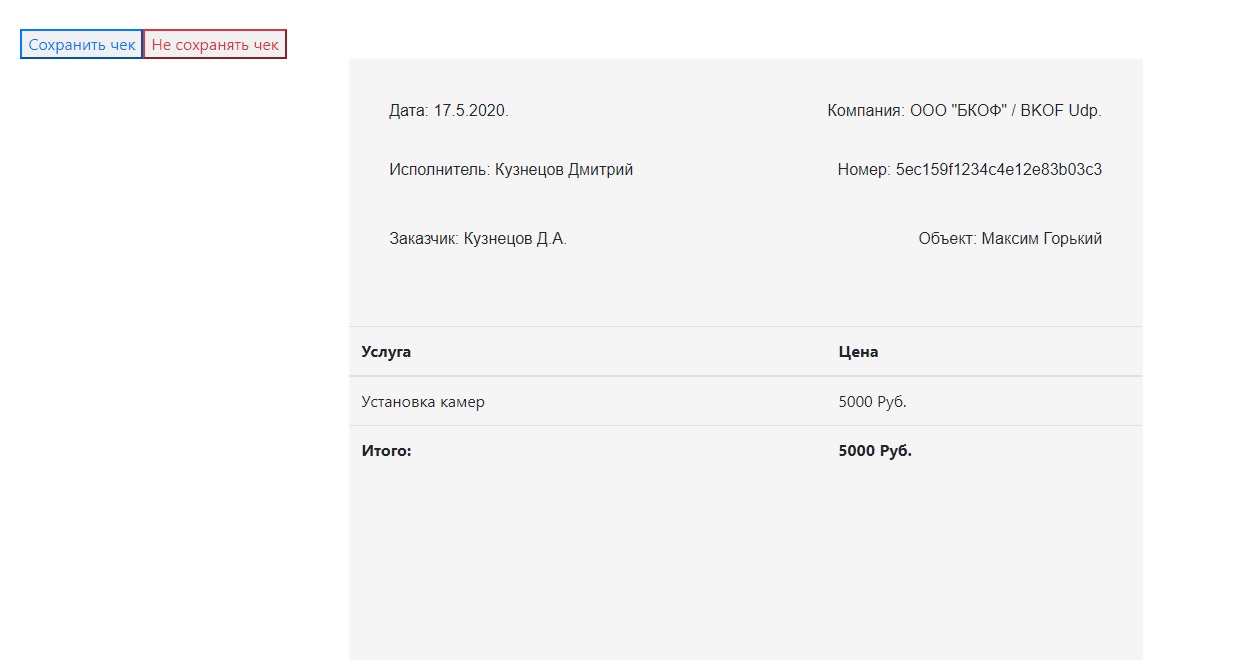 Сохранить чек Не сохранять чек
Дата: 17.5.2020. Компания: ООО "БКОФ" / BKOF Udp.
Исполнитель: Кузнецов Дмитрий Номер: 5ec159f1234c4e12e83b03c3
Заказчик: Кузнецов Д.А. Объект: Максим Горький
Услуга Цена
Установка камер 5000 Руб.
Итого: 5000 Руб.